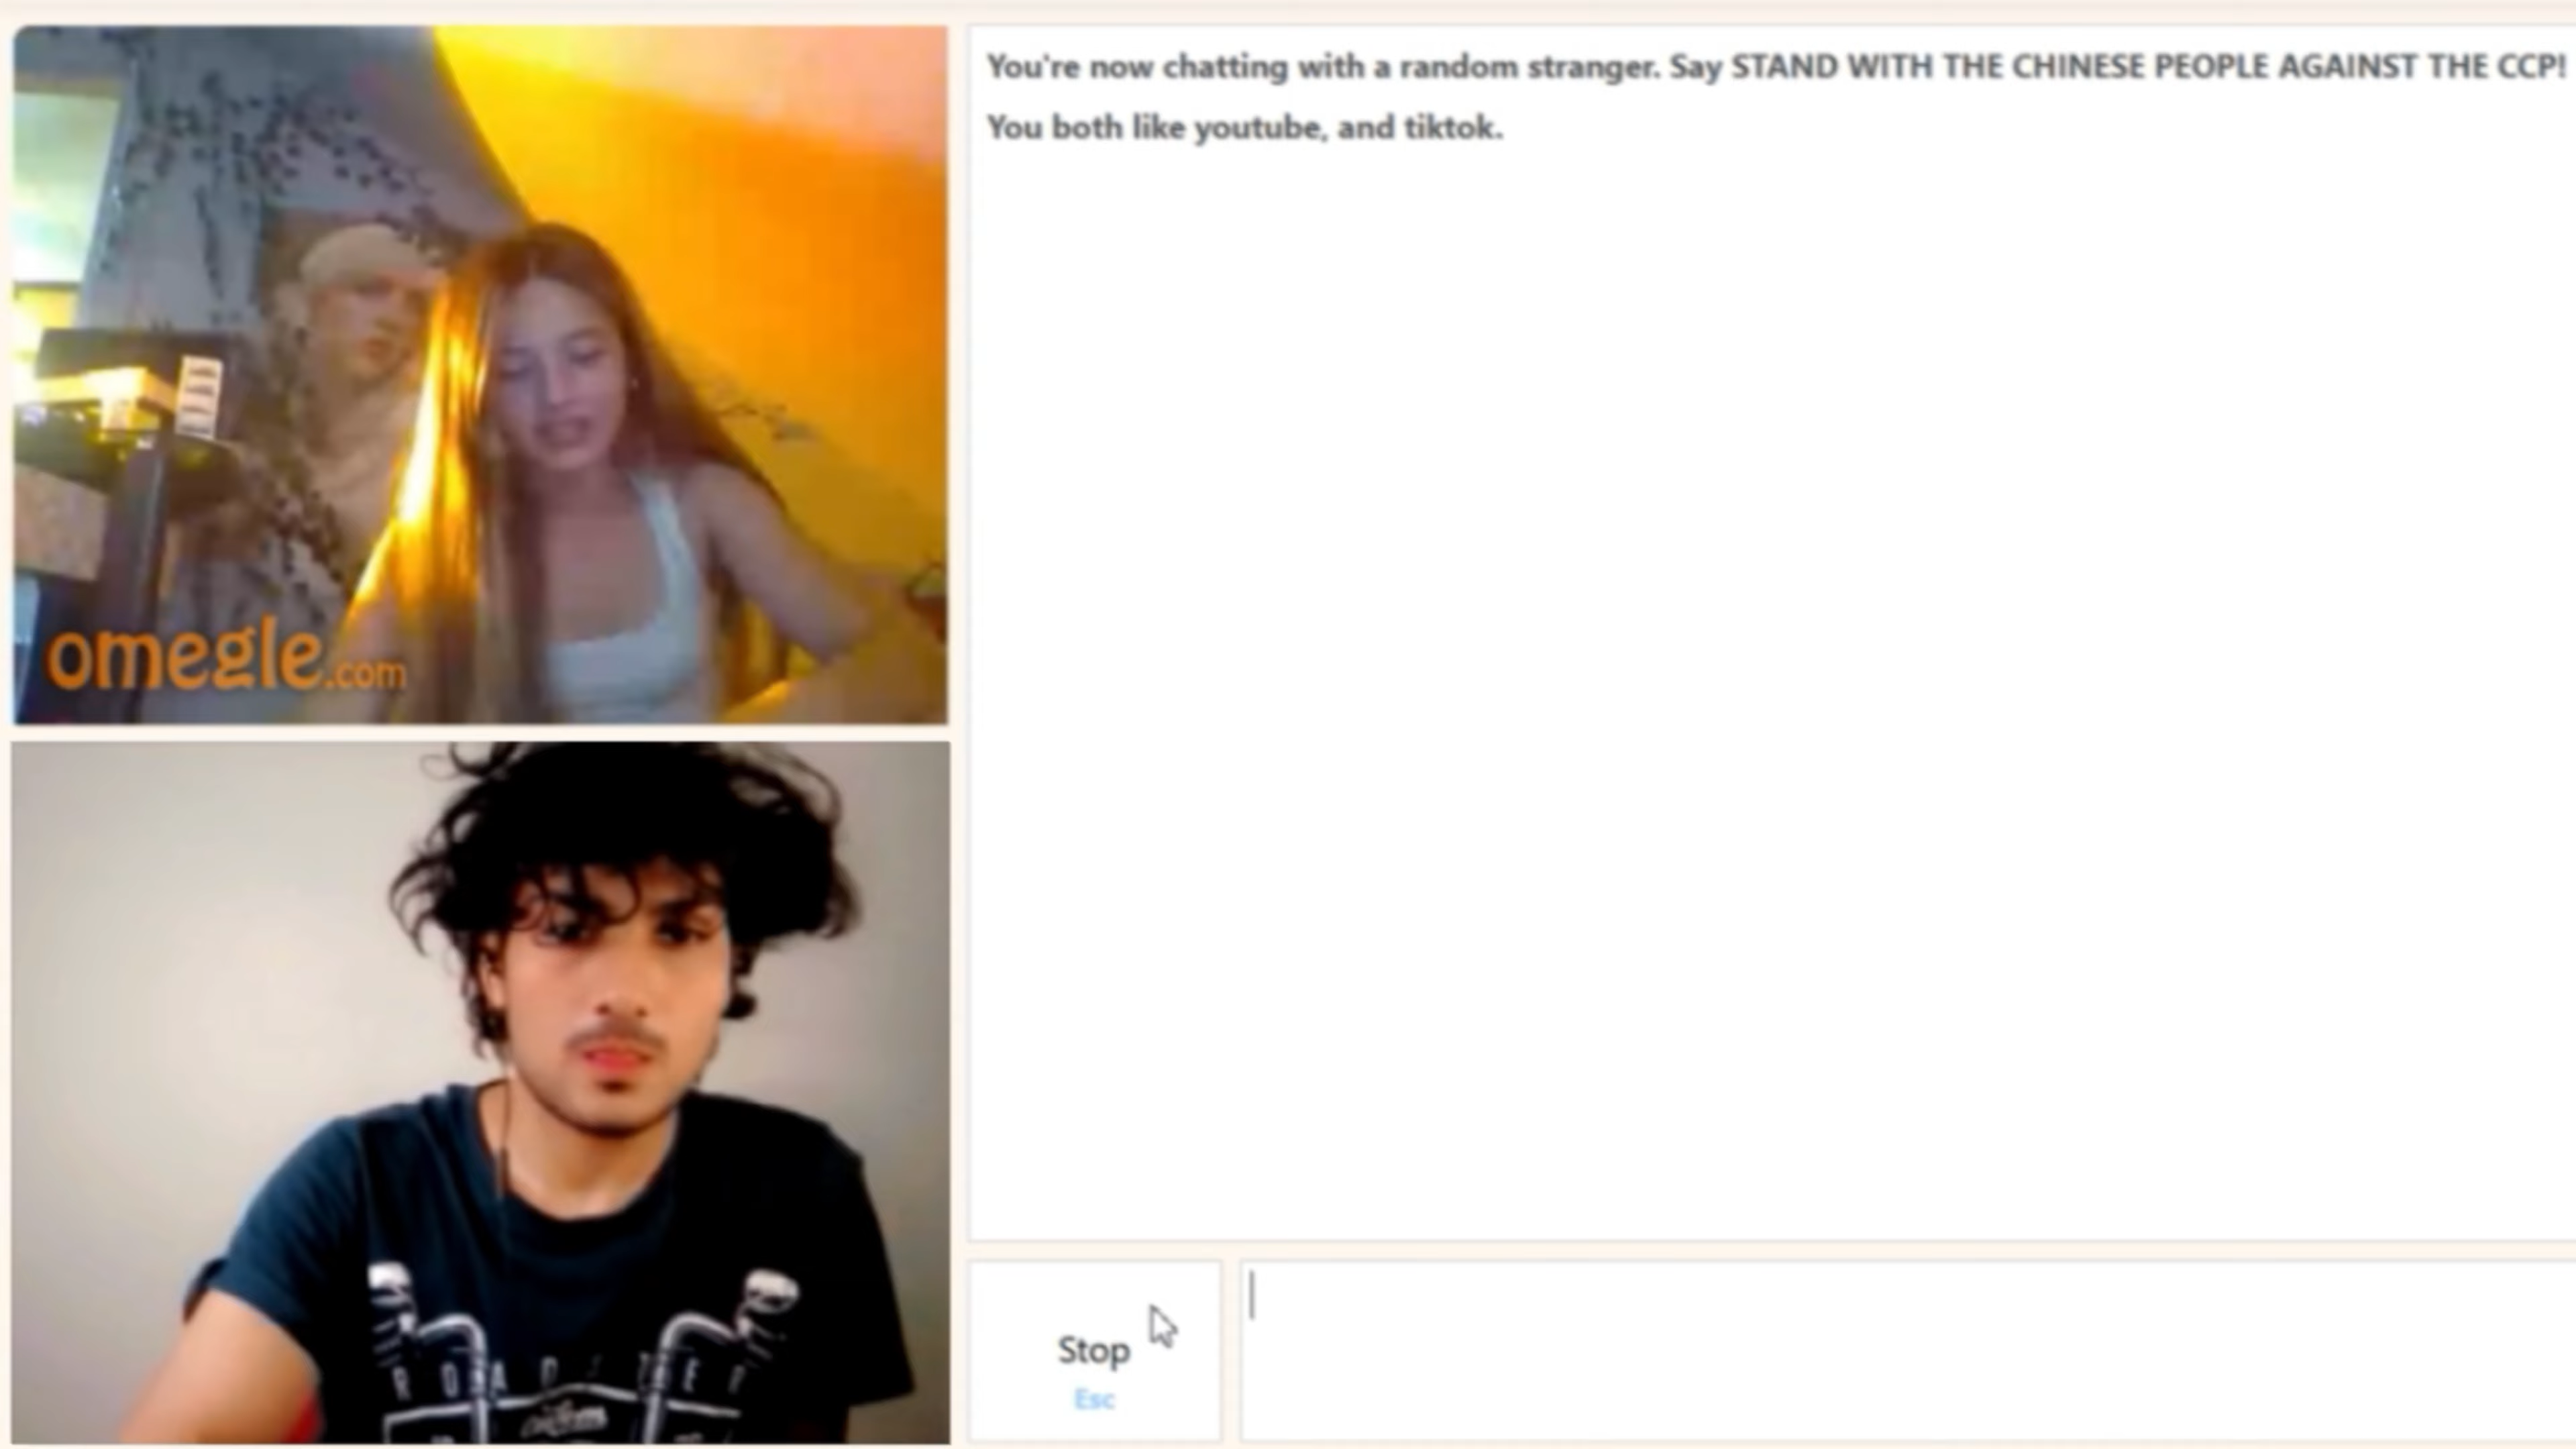 You're now chatting with a random stranger. Say STAND WITH THE CHINESE PEOPLE AGAINST THE CCP!
You both like youtube, and tiktok.
omegle.com
ROADSTER
Stop
Esc